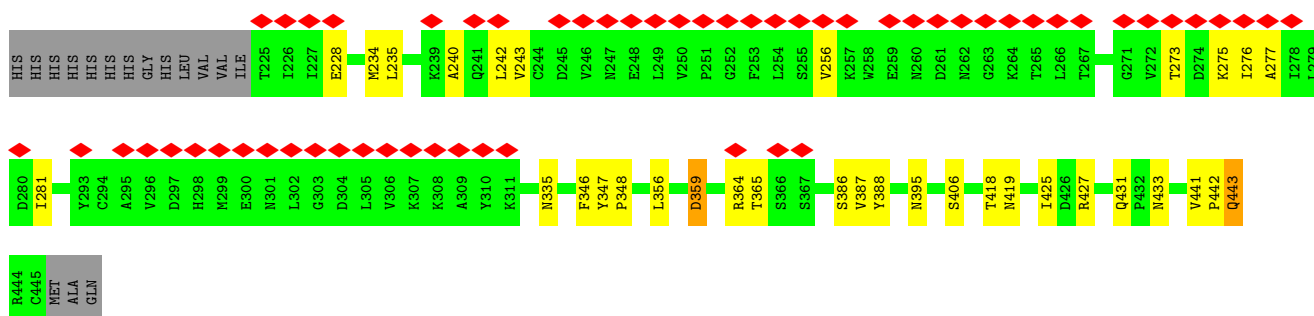 HIS HIS HIS HIS HIS HIS HIS GLY HIS LEU VAL VAL ILE T225 I226 I227 E228 M234 L235 K239 A240 Q241 L242 V243 C244 D245 V246 N247 E248 L249 V250 P251 G252 F253 L254 S255 V256 K257 W258 E259 N260 D261 N262 G263 K264 T265 L266 T267 G271 V272 T273 D274 K275 I276 A277 I278 L279
D280 I281 Y293 C294 A295 V296 D297 H298 M299 E300 N301 L302 G303 D304 L305 V306 K307 K308 A309 Y310 K311 N335 F346 Y347 P348 L356 D359 R364 T365 S366 S367 S386 V387 Y388 N395 S406 T418 N419 I425 D426 R427 Q431 P432 N433 V441 P442 Q443
R444 C445 MET ALA GLN